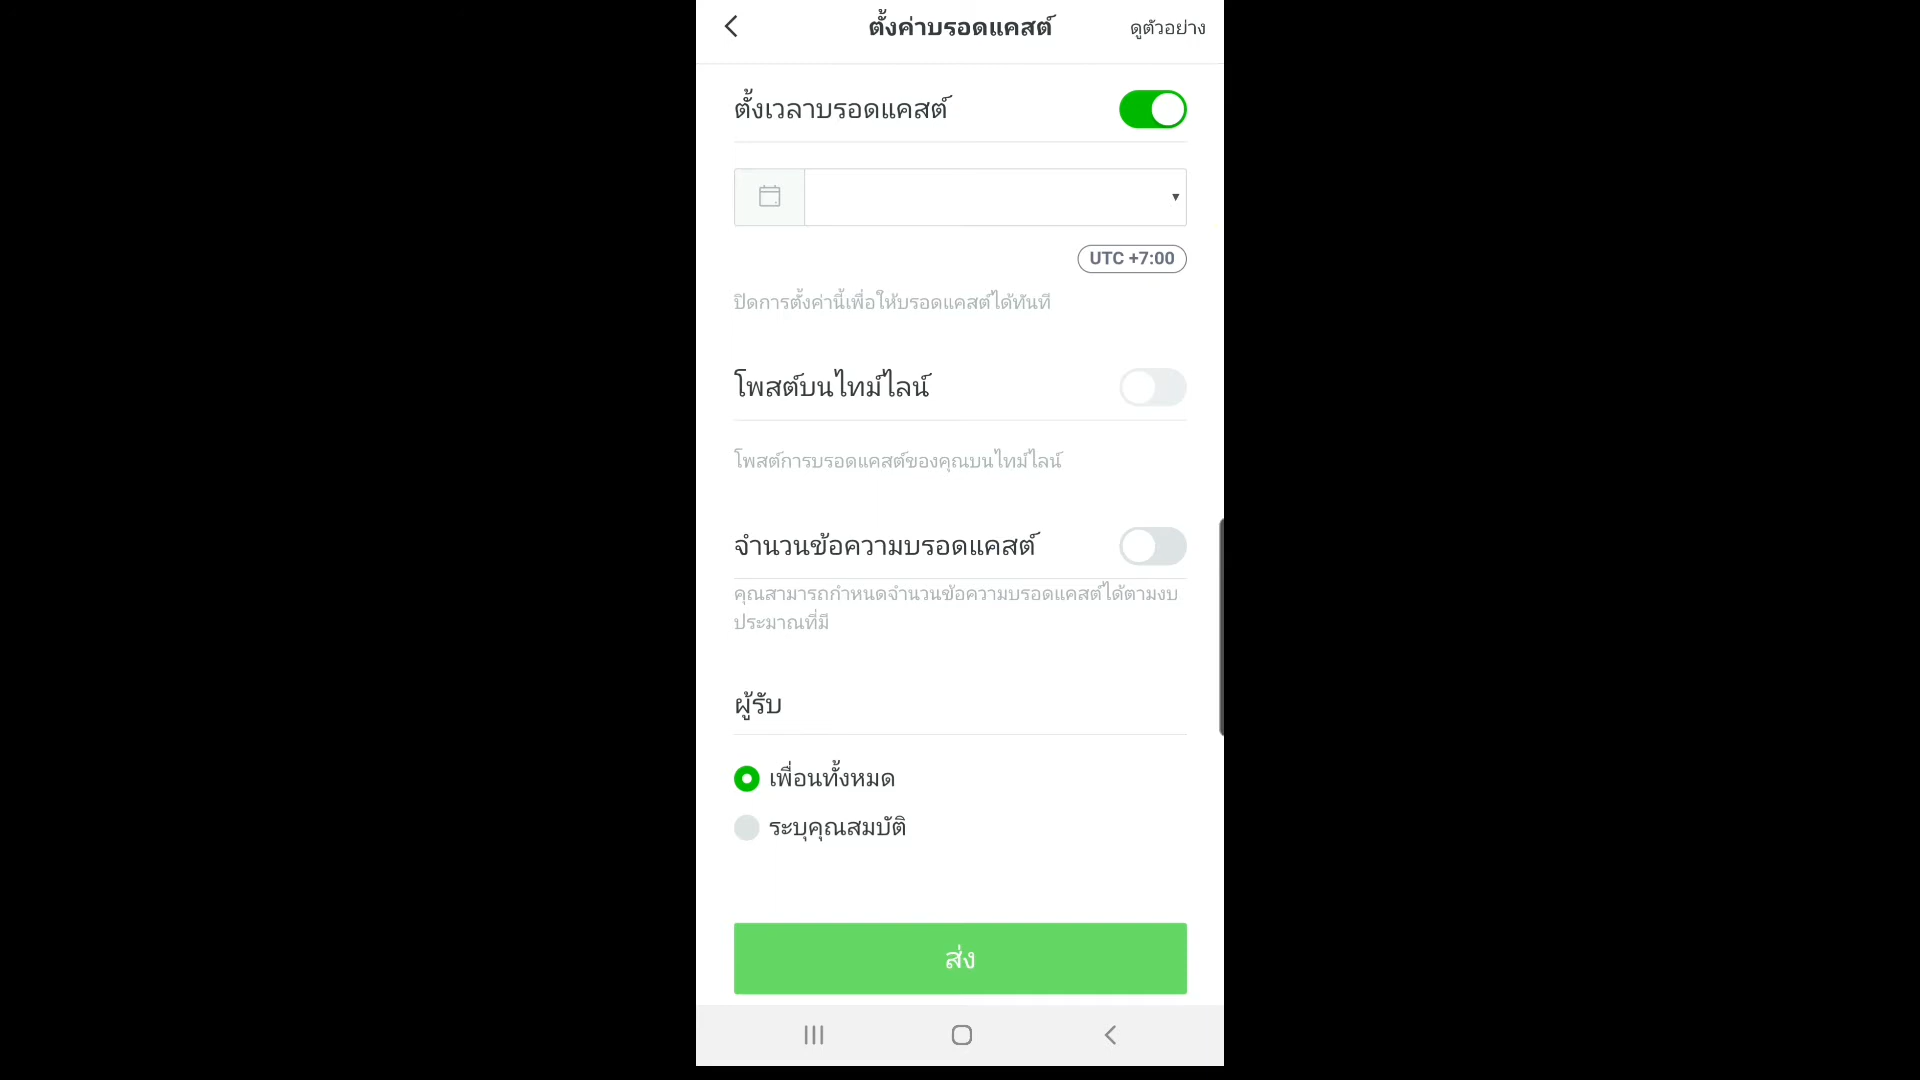 ตั้งค่าบรอดแคสต์
ดูตัวอย่าง
ตั้งเวลาบรอดแคสต์
UTC +7:00
ปิดการตั้งค่านี้เพื่อให้บรอดแคสต์ได้ทันที
โพสต์บนไทม์ไลน์
โพสต์การบรอดแคสต์ของคุณบนไทม์ไลน์
จำนวนข้อความบรอดแคสต์
คุณสามารถกำหนดจำนวนข้อความบรอดแคสต์ได้ตามงบ
ประมาณที่มี
ผู้รับ
เพื่อนทั้งหมด
ระบุคุณสมบัติ
ส่ง